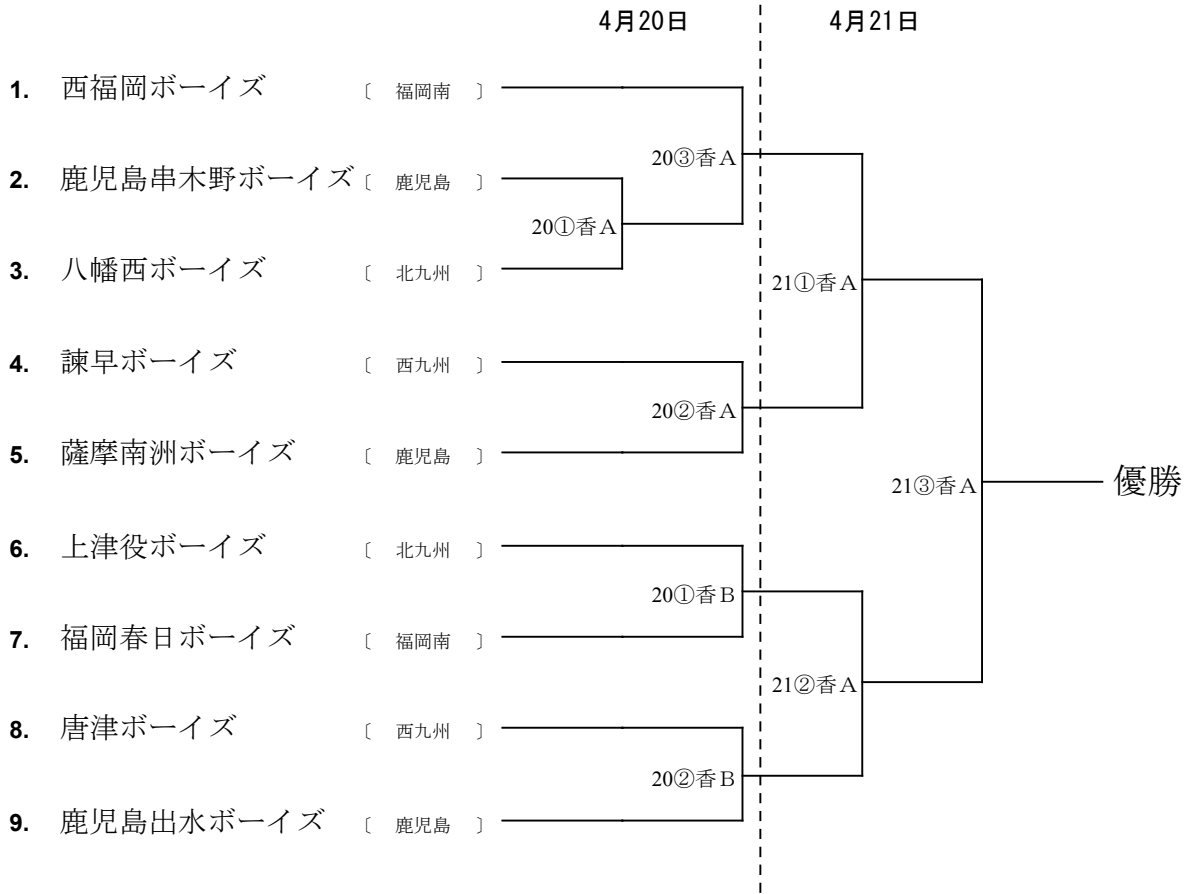 4月20日 4月21日
1. 西福岡ボーイズ 〔 福岡南 〕
20③香A
2. 鹿児島串木野ボーイズ 〔 鹿児島 〕
20①香A
3. 八幡西ボーイズ 〔 北九州 〕
21①香A
4. 諫早ボーイズ 〔 西九州 〕
20②香A
5. 薩摩南洲ボーイズ 〔 鹿児島 〕
21③香A 優勝
6. 上津役ボーイズ 〔 北九州 〕
20①香B
7. 福岡春日ボーイズ 〔 福岡南 〕
21②香A
8. 唐津ボーイズ 〔 西九州 〕
20②香B
9. 鹿児島出水ボーイズ 〔 鹿児島 〕